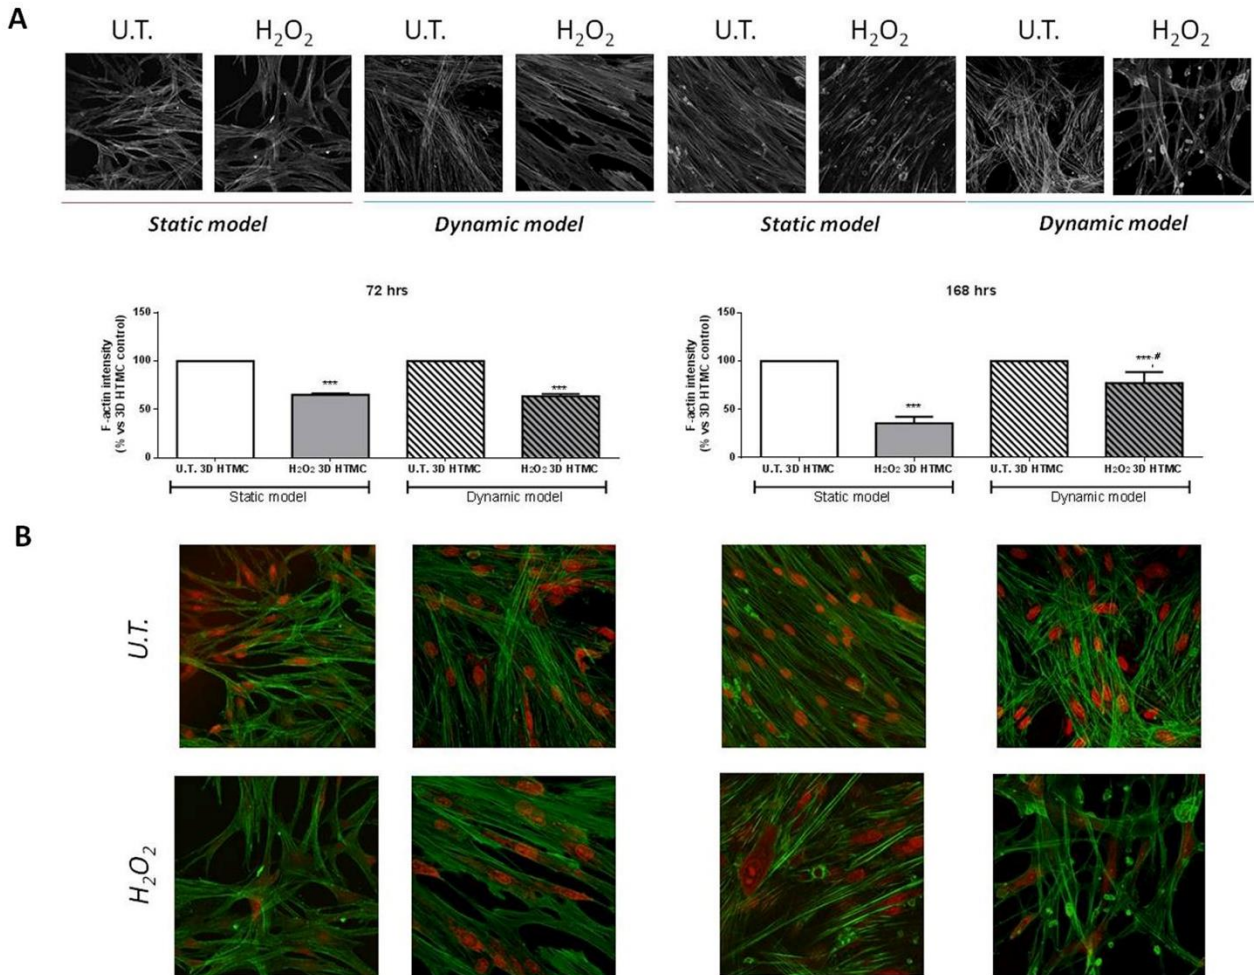 A
U.T. H₂O₂ U.T. H₂O₂ U.T. H₂O₂ U.T. H₂O₂
Static model Dynamic model Static model Dynamic model
72 hrs
F-actin intensity
(% vs 3D HTMC control)
150
100
50
0
***
***
U.T. 3D HTMC H₂O₂ 3D HTMC U.T. 3D HTMC H₂O₂ 3D HTMC
Static model Dynamic model
168 hrs
F-actin intensity
(% vs 3D HTMC control)
150
100
50
0
***
***,#
U.T. 3D HTMC H₂O₂ 3D HTMC U.T. 3D HTMC H₂O₂ 3D HTMC
Static model Dynamic model
B
U.T.
H₂O₂